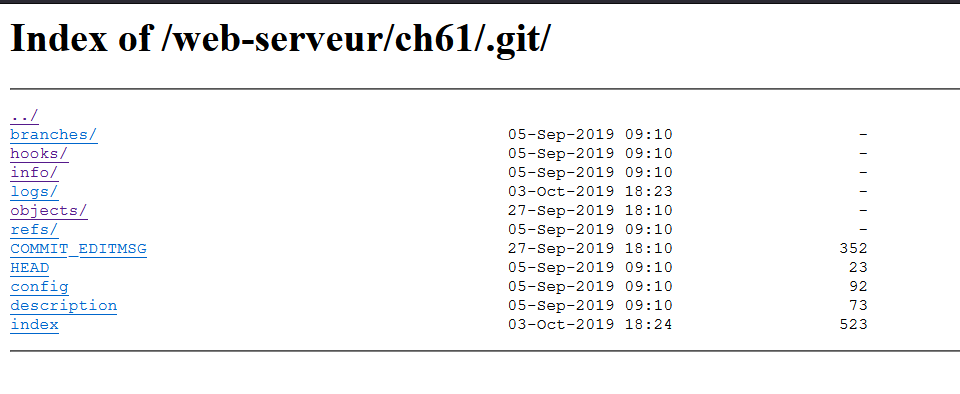 Index of /web-serveur/ch61/.git/
../
branches/ 05-Sep-2019 09:10 -
hooks/ 05-Sep-2019 09:10 -
info/ 05-Sep-2019 09:10 -
logs/ 03-Oct-2019 18:23 -
objects/ 27-Sep-2019 18:10 -
refs/ 05-Sep-2019 09:10 -
COMMIT_EDITMSG 27-Sep-2019 18:10 352
HEAD 05-Sep-2019 09:10 23
config 05-Sep-2019 09:10 92
description 05-Sep-2019 09:10 73
index 03-Oct-2019 18:24 523